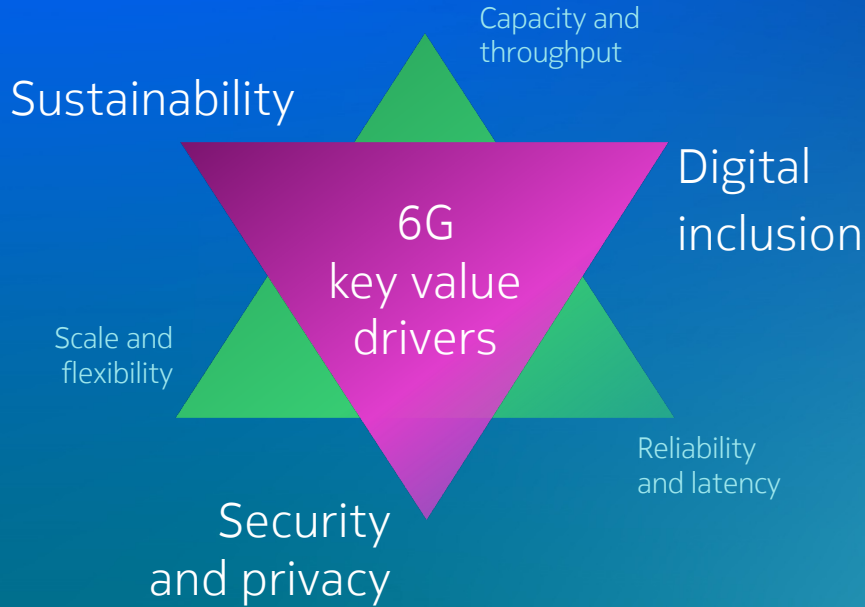 Capacity and
throughput
Sustainability
Digital
inclusion
6G
key value
drivers
Scale and
flexibility
Reliability
and latency
Security
and privacy